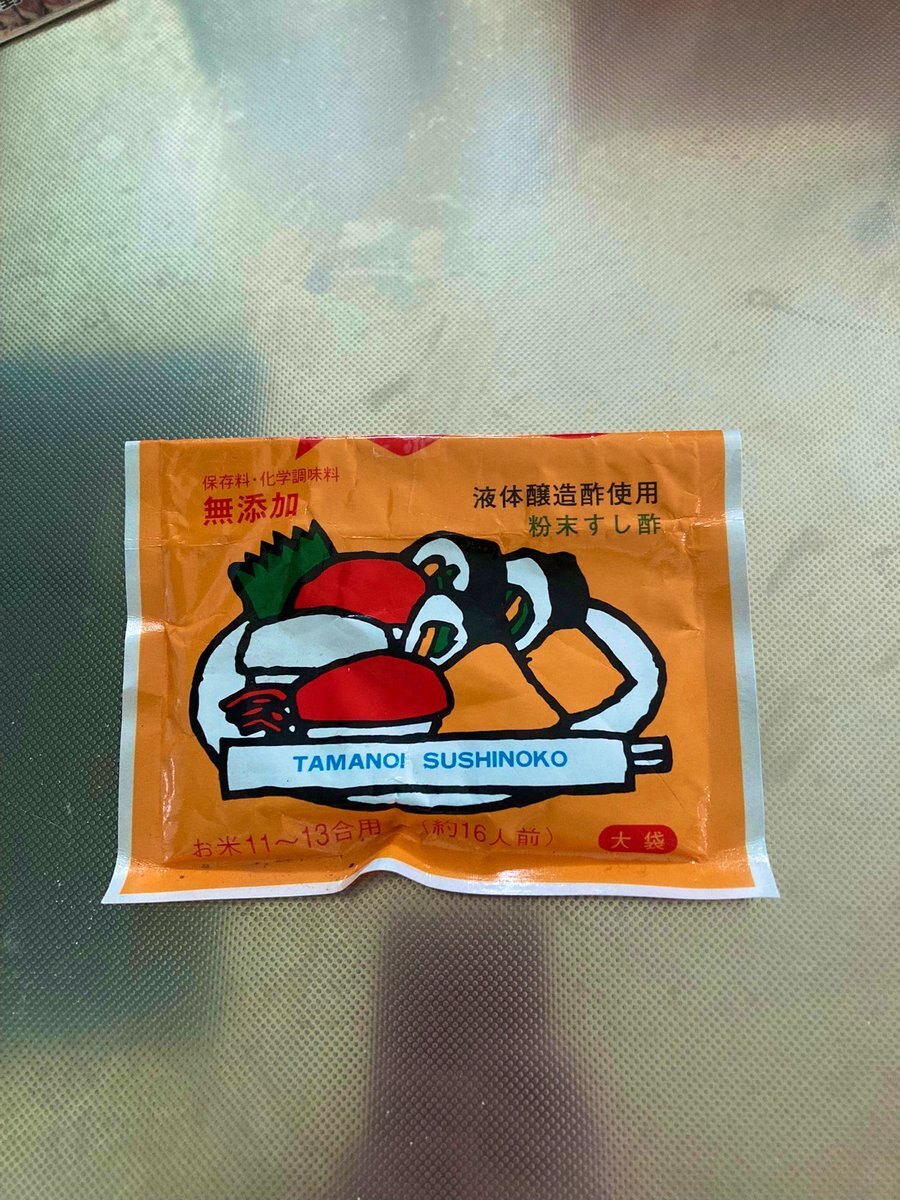 保存料・化学調味料
無添加
液体醸造酢使用
粉末すし酢
TAMANOI SUSHINOKO
お米11〜13合用 (約16人前)
大袋